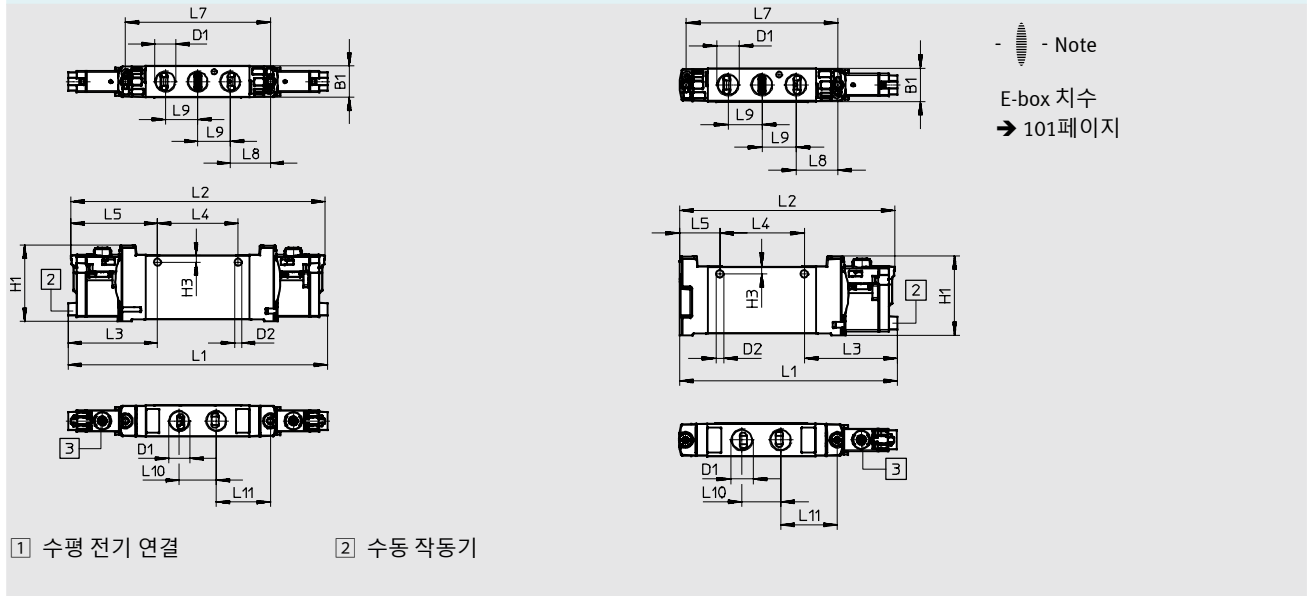 L7
D1
B1
L9
L9
L8
L2
L5
L4
H1
H3
2
L3
D2
L1
3
D1
L10
L11
L7
D1
B1
L9
L9
L8
L2
L5
L4
H3
H1
2
D2
L3
L1
D1
L10
3
L11
- - Note
E-box 치수
➔ 101페이지
1 수평 전기 연결
2 수동 작동기